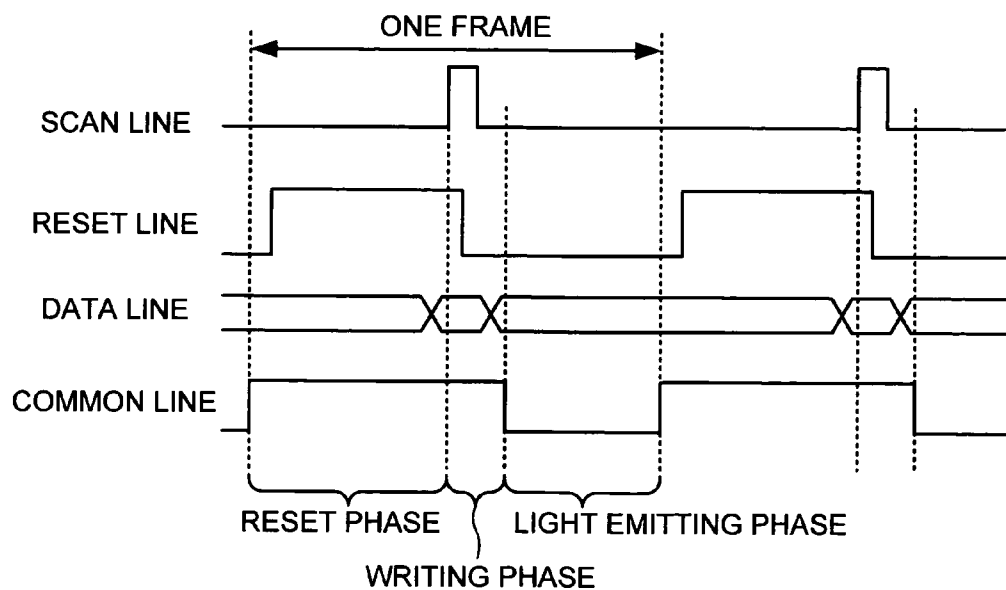 ONE FRAME
SCAN LINE
RESET LINE
DATA LINE
COMMON LINE
RESET PHASE
LIGHT EMITTING PHASE
WRITING PHASE